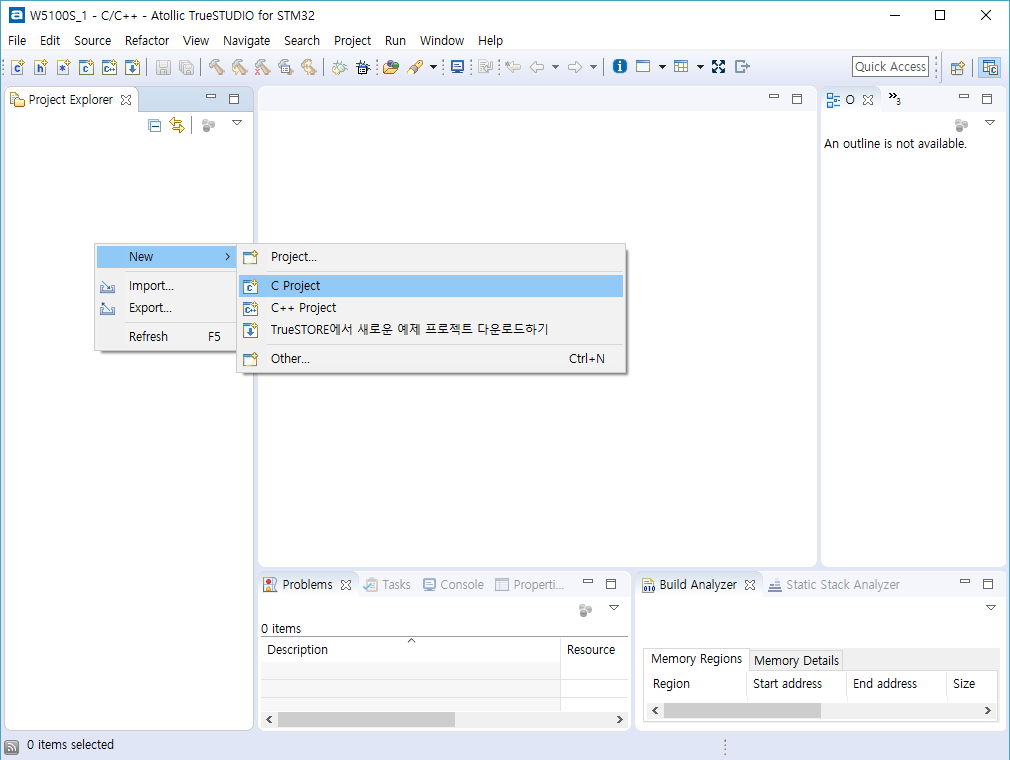 W5100S_1 - C/C++ - Atollic TrueSTUDIO for STM32
File Edit Source Refactor View Navigate Search Project Run Window Help
Quick Access
Project Explorer
O
»3
An outline is not available.
New
Import...
Export...
Refresh F5
Project...
C Project
C++ Project
TrueSTORE에서 새로운 예제 프로젝트 다운로드하기
Other... Ctrl+N
Problems Tasks Console Properti...
0 items
Description Resource
Build Analyzer Static Stack Analyzer
Memory Regions Memory Details
Region Start address End address Size
0 items selected